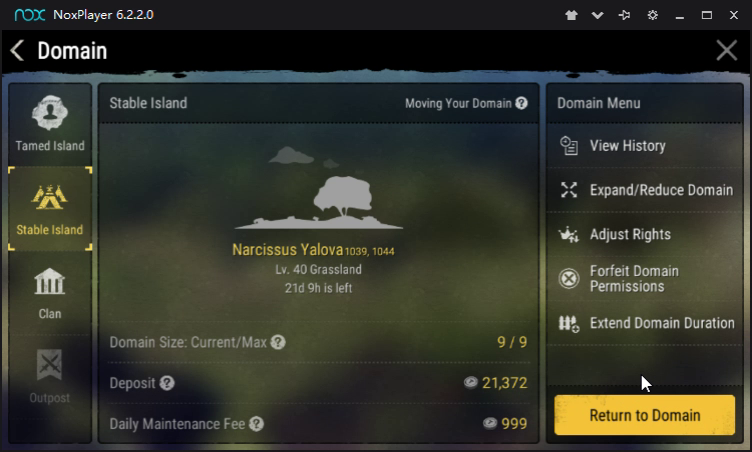 nox NoxPlayer 6.2.2.0
Domain
Tamed Island
Stable Island
Clan
Outpost
Stable Island
Moving Your Domain ?
Narcissus Yalova 1039, 1044
Lv. 40 Grassland
21d 9h is left
Domain Size: Current/Max ? 9 / 9
Deposit ? 21,372
Daily Maintenance Fee ? 999
Domain Menu
View History
Expand/Reduce Domain
Adjust Rights
Forfeit Domain
Permissions
Extend Domain Duration
Return to Domain